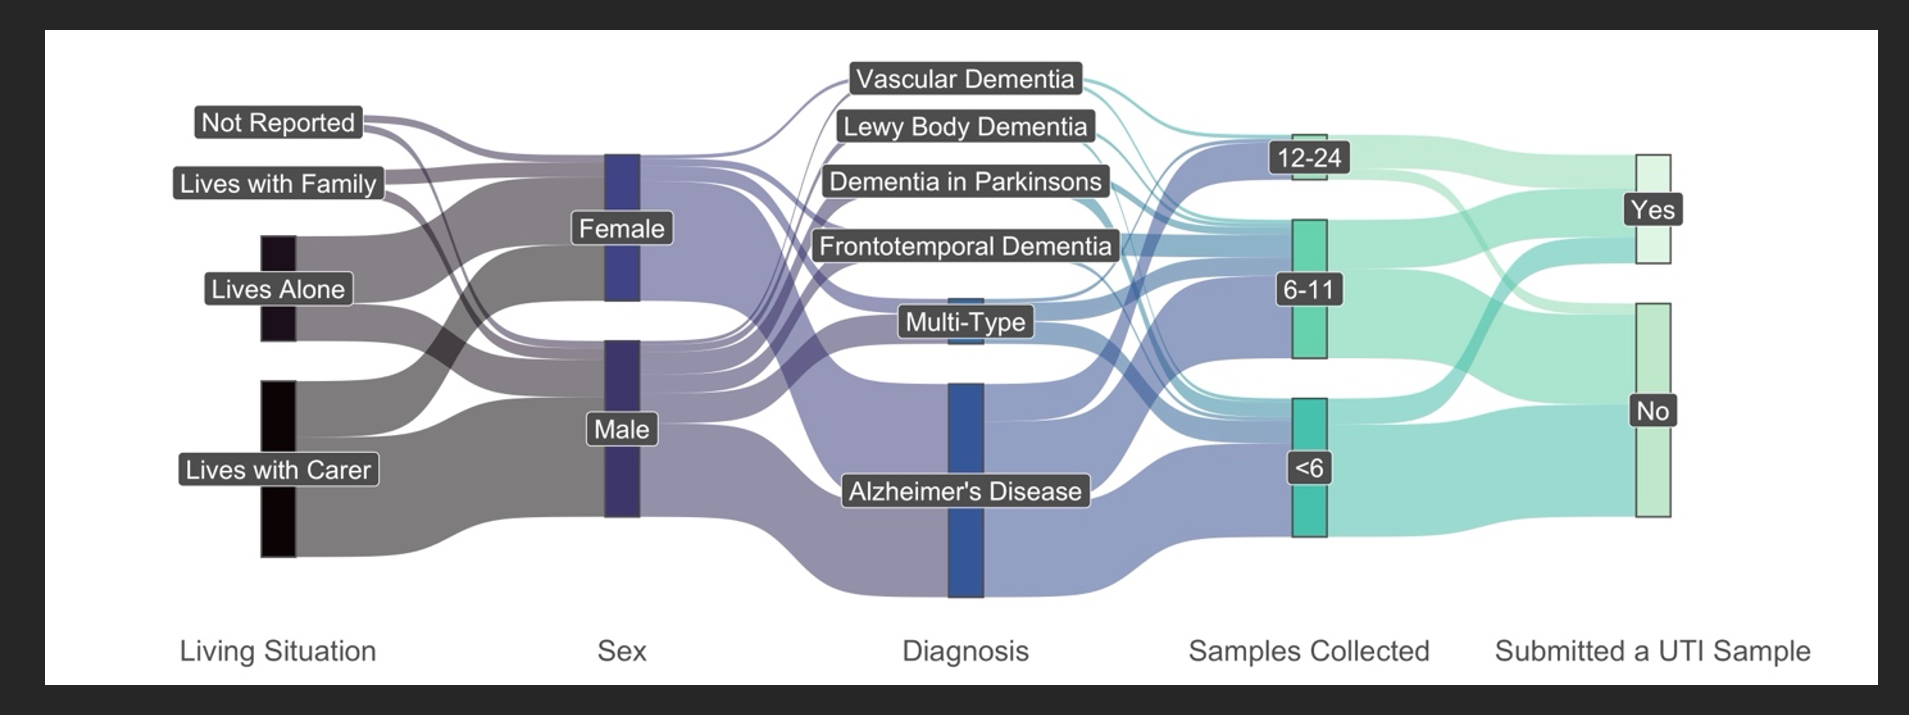 Not Reported
Lives with Family
Lives Alone
Lives with Carer
Female
Male
Vascular Dementia
Lewy Body Dementia
Dementia in Parkinsons
Frontotemporal Dementia
Multi-Type
Alzheimer's Disease
12-24
6-11
<6
Yes
No
Living Situation
Sex
Diagnosis
Samples Collected
Submitted a UTI Sample